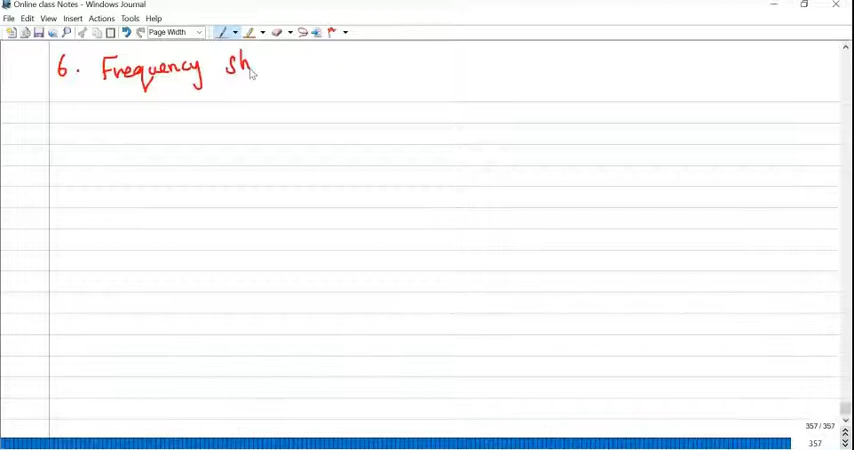 Online class Notes - Windows Journal
File Edit View Insert Actions Tools Help
Page Width
6. Frequency sh
357 / 357
357